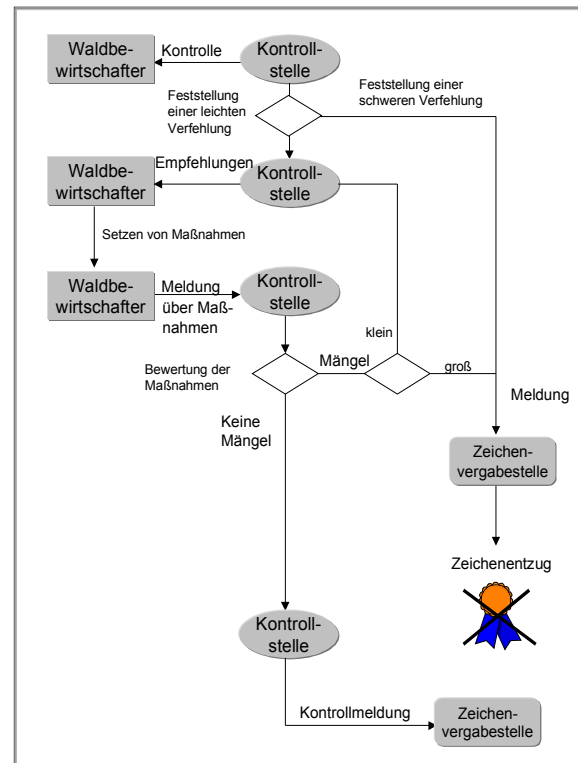 Waldbe-
wirtschafter
Kontrolle
Kontroll-
stelle
Feststellung
einer leichten
Verfehlung
Feststellung einer
schweren Verfehlung
Waldbe-
wirtschafter
Empfehlungen
Kontroll-
stelle
Setzen von Maßnahmen
Waldbe-
wirtschafter
Meldung
über Maß-
nahmen
Kontroll-
stelle
klein
Bewertung der
Maßnahmen
Mängel
groß
Meldung
Keine
Mängel
Zeichen-
vergabestelle
Zeichenentzug
Kontroll-
stelle
Kontrollmeldung
Zeichen-
vergabestelle